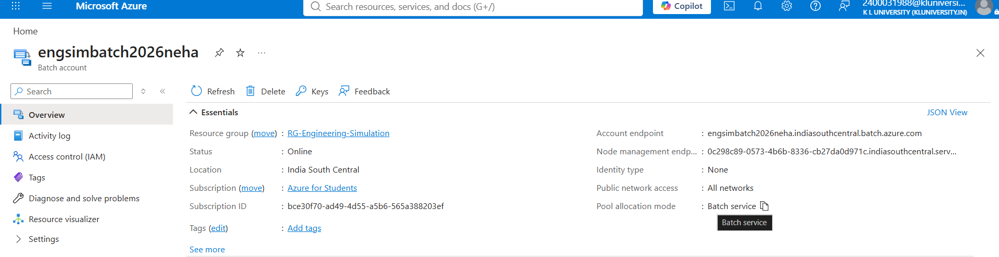 Microsoft Azure
Search resources, services, and docs (G+/)
Copilot
2400031988@kluniversi...
K L UNIVERSITY (KLUNIVERSITY.IN)
Home
engsimbatch2026neha
Batch account
Search
Refresh
Delete
Keys
Feedback
Overview
Activity log
Access control (IAM)
Tags
Diagnose and solve problems
Resource visualizer
Settings
Essentials
JSON View
Resource group (move) : RG-Engineering-Simulation
Status : Online
Location : India South Central
Subscription (move) : Azure for Students
Subscription ID : bce30f70-ad49-4d55-a5b6-565a388203ef
Tags (edit) : Add tags
See more
Account endpoint : engsimbatch2026neha.indiasouthcentral.batch.azure.com
Node management endp... : 0c298c89-0573-4b6b-8336-cb27da0d971c.indiasouthcentral.serv...
Identity type : None
Public network access : All networks
Pool allocation mode : Batch service
Batch service